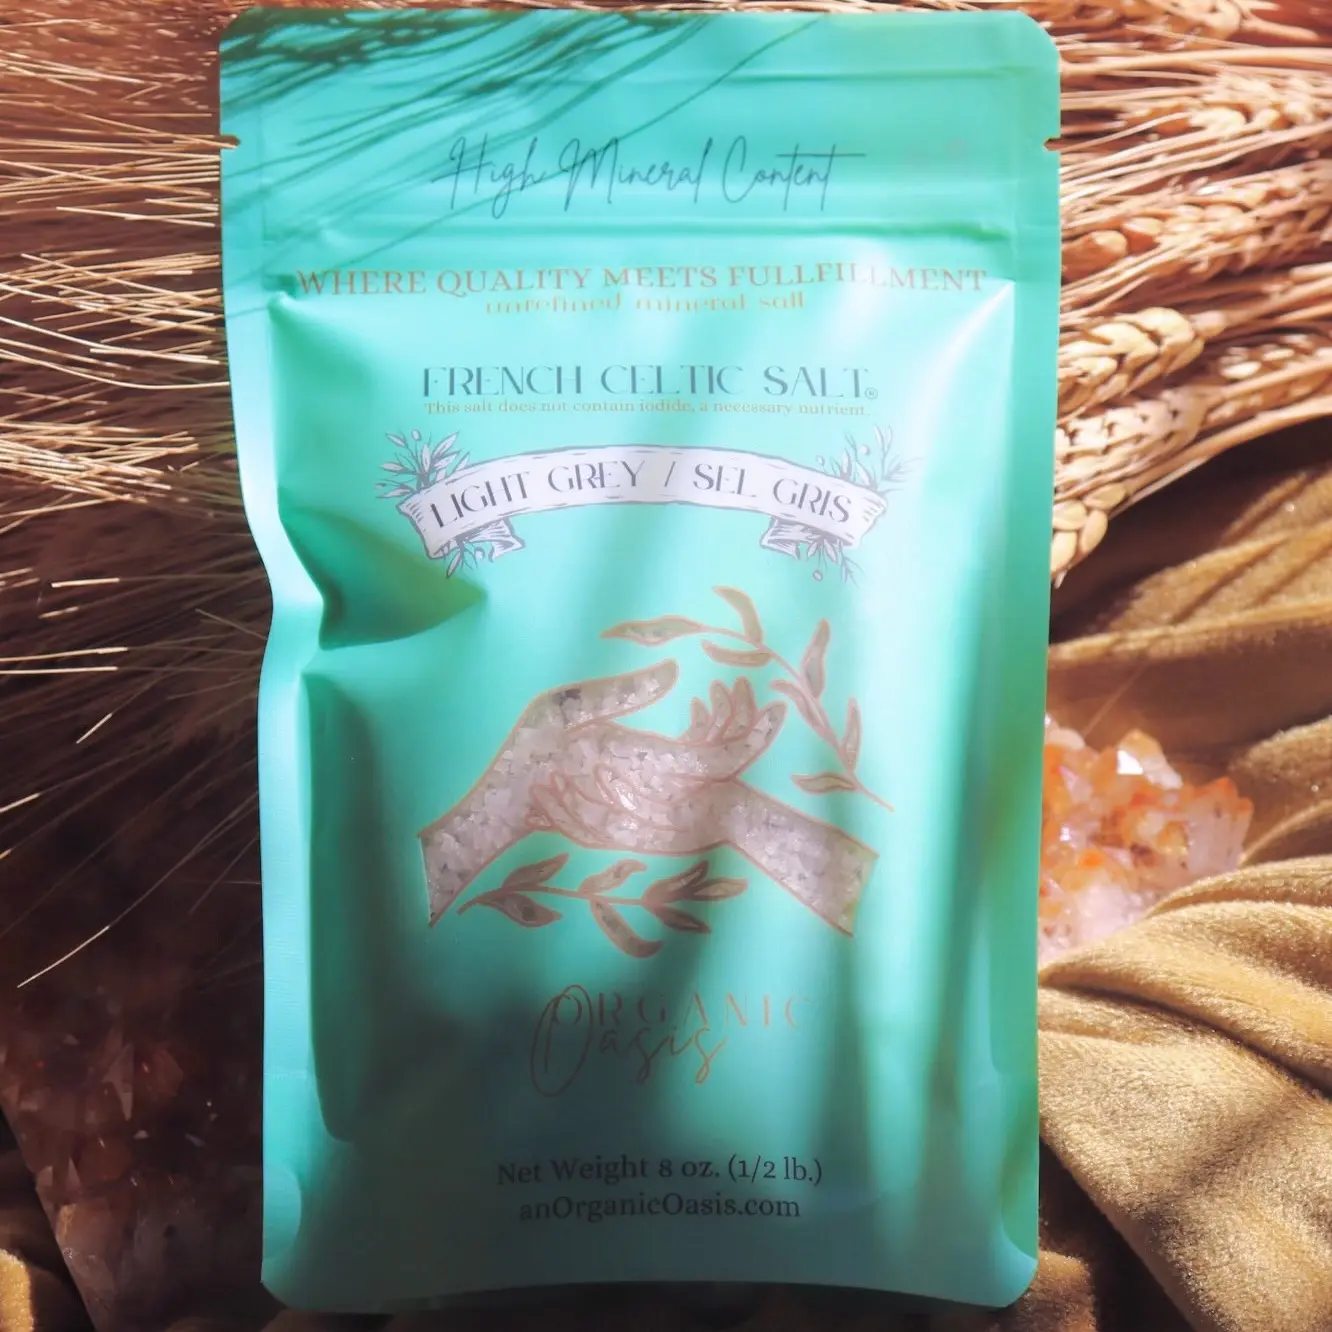 High Mineral Content
WHERE QUALITY MEETS FULLFILLMENT
unrefined mineral salt
FRENCH CELTIC SALT®
This salt does not contain iodide, a necessary nutrient.
LIGHT GREY / SEL GRIS
ORGANIC
Oasis
Net Weight 8 oz. (1/2 lb.)
anOrganicOasis.com